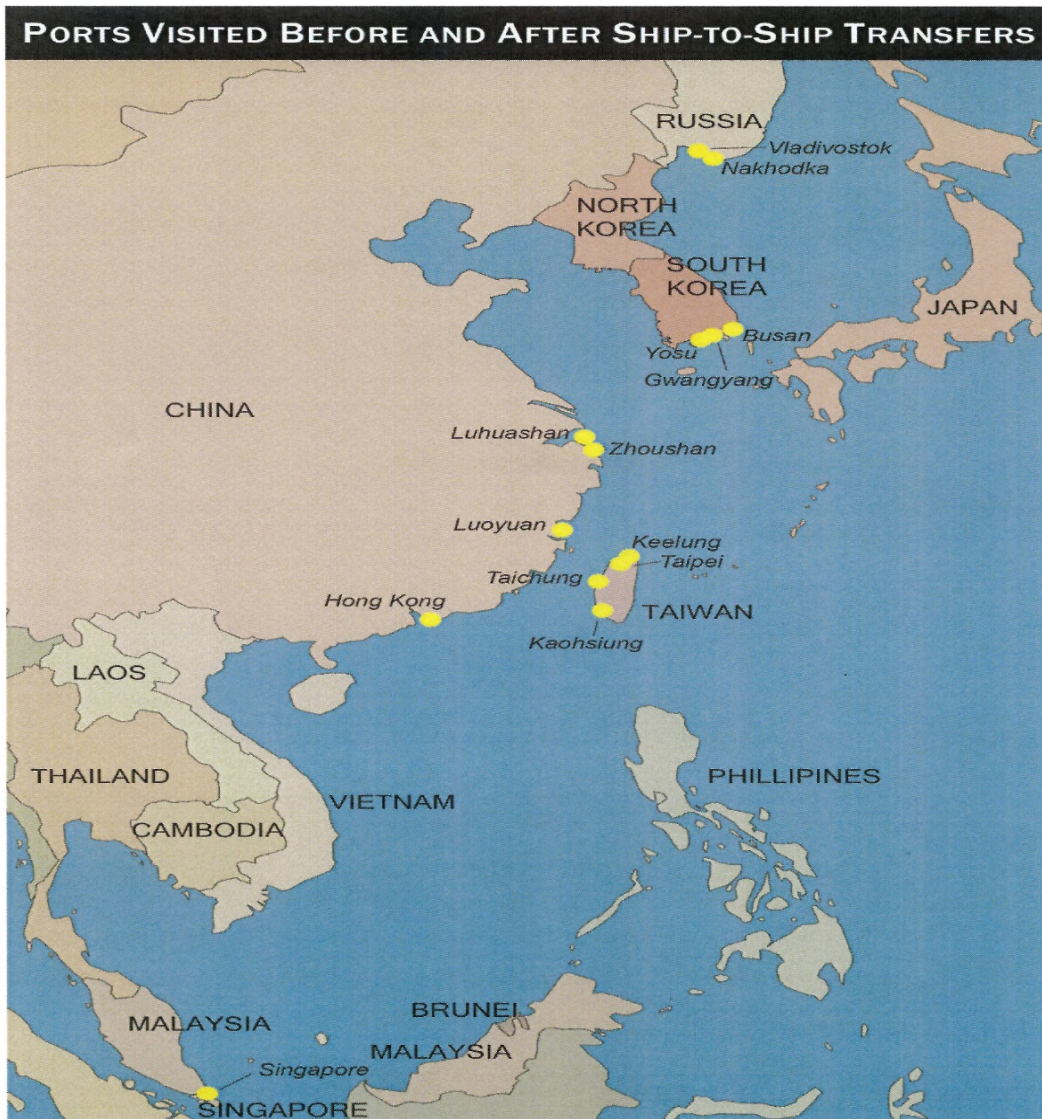 PORTS VISITED BEFORE AND AFTER SHIP-TO-SHIP TRANSFERS
RUSSIA
Vladivostok
Nakhodka
NORTH
KOREA
SOUTH
KOREA
JAPAN
Busan
Yosu
Gwangyang
CHINA
Luhuashan
Zhoushan
Luoyuan
Keelung
Taipei
Taichung
Hong Kong
TAIWAN
Kaohsiung
LAOS
THAILAND
PHILLIPINES
VIETNAM
CAMBODIA
BRUNEI
MALAYSIA
MALAYSIA
Singapore
SINGAPORE